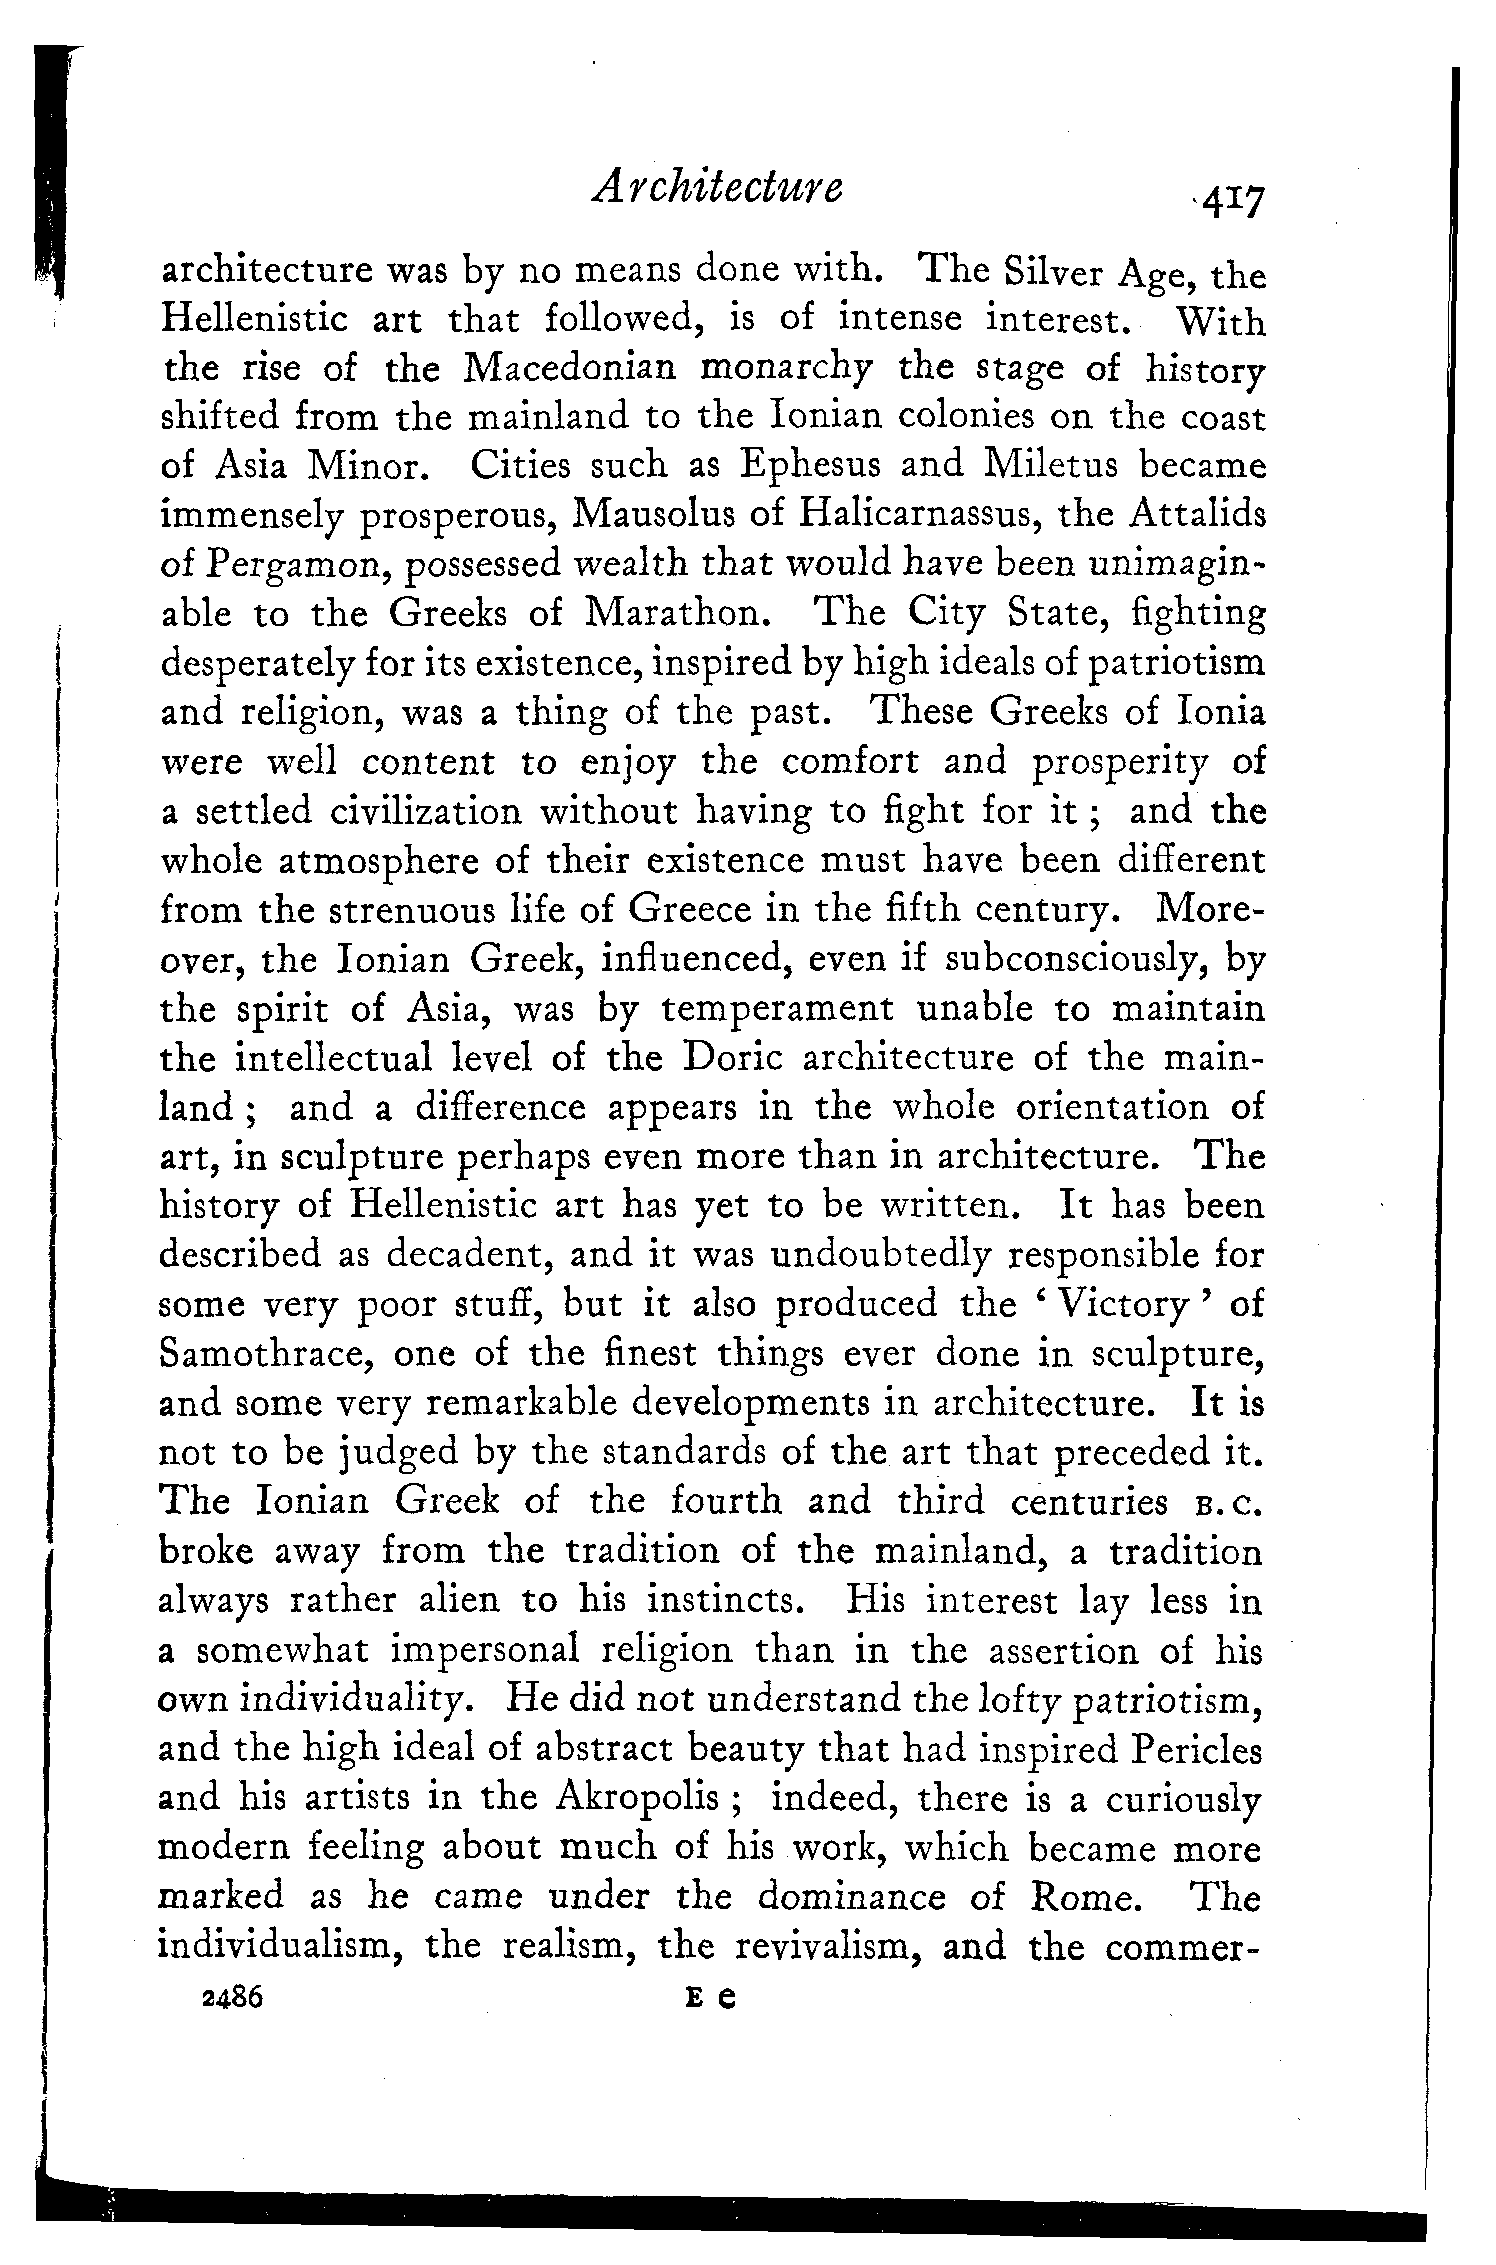 Architecture 417
architecture was by no means done with. The Silver Age, the
Hellenistic art that followed, is of intense interest. With
the rise of the Macedonian monarchy the stage of history
shifted from the mainland to the Ionian colonies on the coast
of Asia Minor. Cities such as Ephesus and Miletus became
immensely prosperous, Mausolus of Halicarnassus, the Attalids
of Pergamon, possessed wealth that would have been unimagin-
able to the Greeks of Marathon. The City State, fighting
desperately for its existence, inspired by high ideals of patriotism
and religion, was a thing of the past. These Greeks of Ionia
were well content to enjoy the comfort and prosperity of
a settled civilization without having to fight for it ; and the
whole atmosphere of their existence must have been different
from the strenuous life of Greece in the fifth century. More-
over, the Ionian Greek, influenced, even if subconsciously, by
the spirit of Asia, was by temperament unable to maintain
the intellectual level of the Doric architecture of the main-
land ; and a difference appears in the whole orientation of
art, in sculpture perhaps even more than in architecture. The
history of Hellenistic art has yet to be written. It has been
described as decadent, and it was undoubtedly responsible for
some very poor stuff, but it also produced the ‘ Victory ’ of
Samothrace, one of the finest things ever done in sculpture,
and some very remarkable developments in architecture. It is
not to be judged by the standards of the art that preceded it.
The Ionian Greek of the fourth and third centuries B. C.
broke away from the tradition of the mainland, a tradition
always rather alien to his instincts. His interest lay less in
a somewhat impersonal religion than in the assertion of his
own individuality. He did not understand the lofty patriotism,
and the high ideal of abstract beauty that had inspired Pericles
and his artists in the Akropolis ; indeed, there is a curiously
modern feeling about much of his work, which became more
marked as he came under the dominance of Rome. The
individualism, the realism, the revivalism, and the commer-
2486 E e